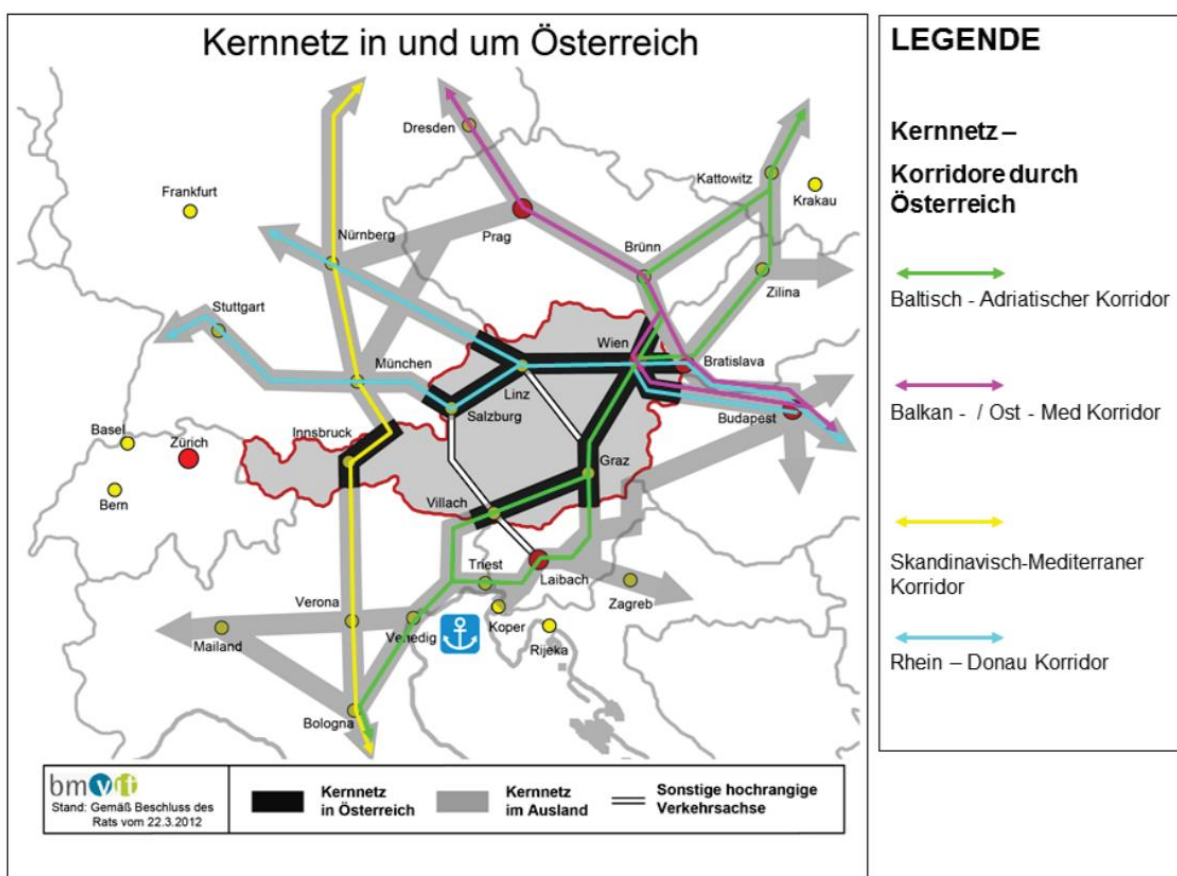 Kernnetz in und um Österreich
Dresden
Kattowitz
Krakau
Frankfurt
Nürnberg
Prag
Brünn
Zilina
Stuttgart
Wien
München
Bratislava
Linz
Salzburg
Budapest
Innsbruck
Basel
Zürich
Graz
Bern
Villach
Triest
Laibach
Zagreb
Verona
Venedig
Koper
Mailand
Rijeka
Bologna
bmvit
Stand: Gemäß Beschluss des
Rats vom 22.3.2012
Kernnetz
in Österreich
Kernnetz
im Ausland
Sonstige hochrangige
Verkehrsachse
LEGENDE
Kernnetz –
Korridore durch
Österreich
Baltisch - Adriatischer Korridor
Balkan - / Ost - Med Korridor
Skandinavisch-Mediterraner
Korridor
Rhein – Donau Korridor